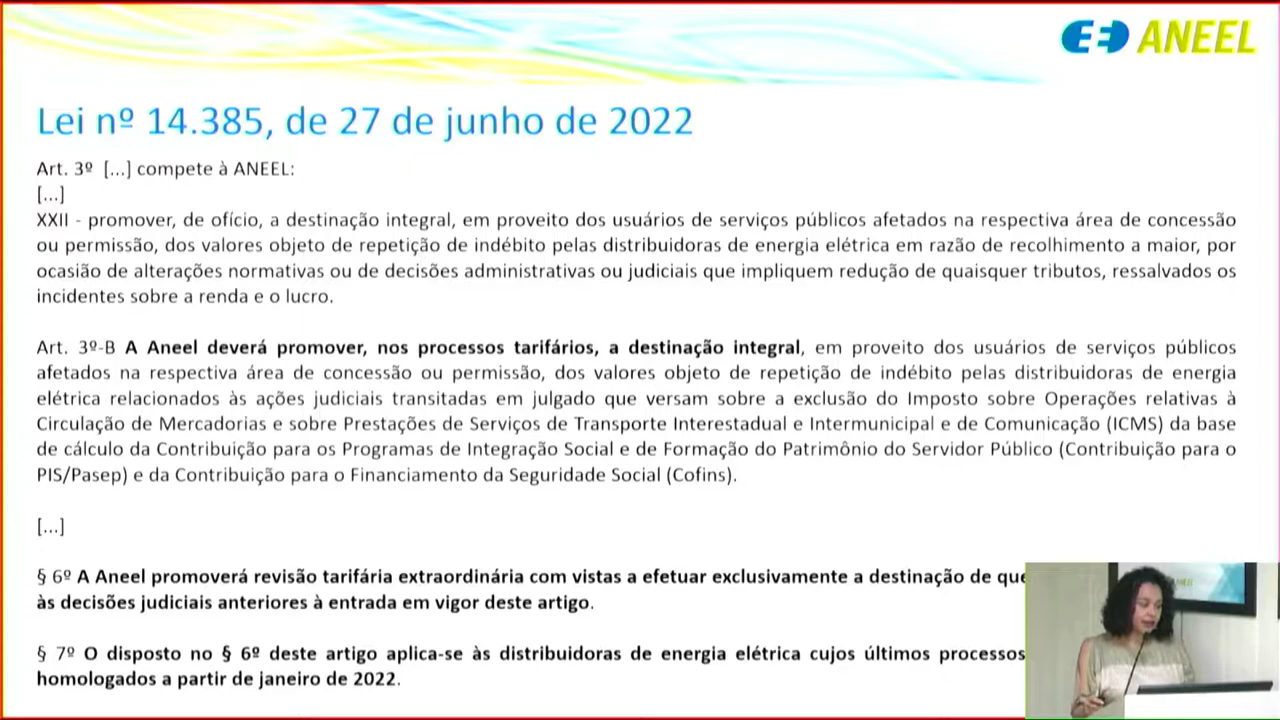 ANEEL
Lei nº 14.385, de 27 de junho de 2022
Art. 3º [...] compete à ANEEL:
[...]
XXII - promover, de ofício, a destinação integral, em proveito dos usuários de serviços públicos afetados na respectiva área de concessão
ou permissão, dos valores objeto de repetição de indébito pelas distribuidoras de energia elétrica em razão de recolhimento a maior, por
ocasião de alterações normativas ou de decisões administrativas ou judiciais que impliquem redução de quaisquer tributos, ressalvados os
incidentes sobre a renda e o lucro.
Art. 3º-B A Aneel deverá promover, nos processos tarifários, a destinação integral, em proveito dos usuários de serviços públicos
afetados na respectiva área de concessão ou permissão, dos valores objeto de repetição de indébito pelas distribuidoras de energia
elétrica relacionados às ações judiciais transitadas em julgado que versam sobre a exclusão do Imposto sobre Operações relativas à
Circulação de Mercadorias e sobre Prestações de Serviços de Transporte Interestadual e Intermunicipal e de Comunicação (ICMS) da base
de cálculo da Contribuição para os Programas de Integração Social e de Formação do Patrimônio do Servidor Público (Contribuição para o
PIS/Pasep) e da Contribuição para o Financiamento da Seguridade Social (Cofins).
[...]
§ 6º A Aneel promoverá revisão tarifária extraordinária com vistas a efetuar exclusivamente a destinação de que
às decisões judiciais anteriores à entrada em vigor deste artigo.
§ 7º O disposto no § 6º deste artigo aplica-se às distribuidoras de energia elétrica cujos últimos processos
homologados a partir de janeiro de 2022.
ANEEL